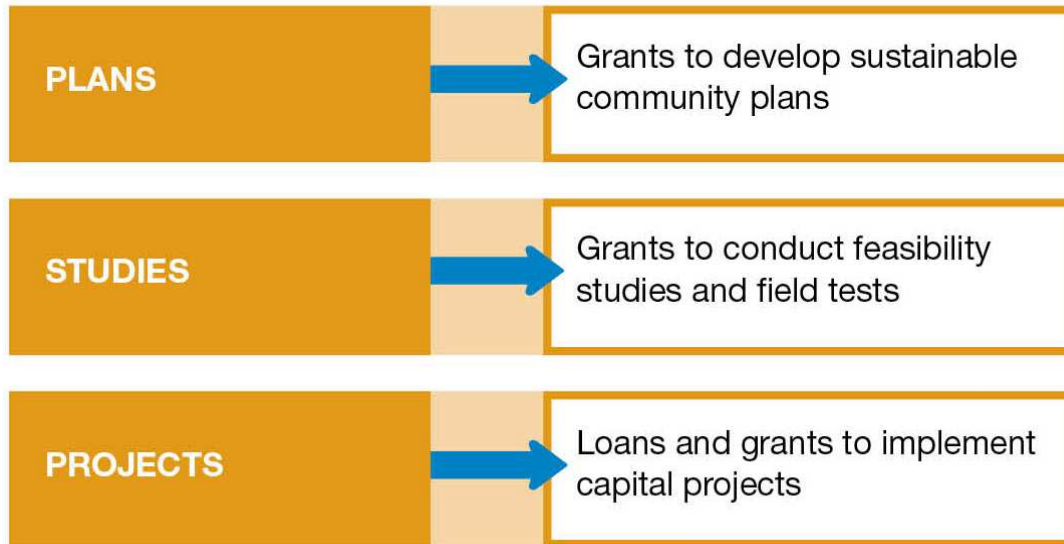 PLANS
Grants to develop sustainable
community plans
STUDIES
Grants to conduct feasibility
studies and field tests
PROJECTS
Loans and grants to implement
capital projects